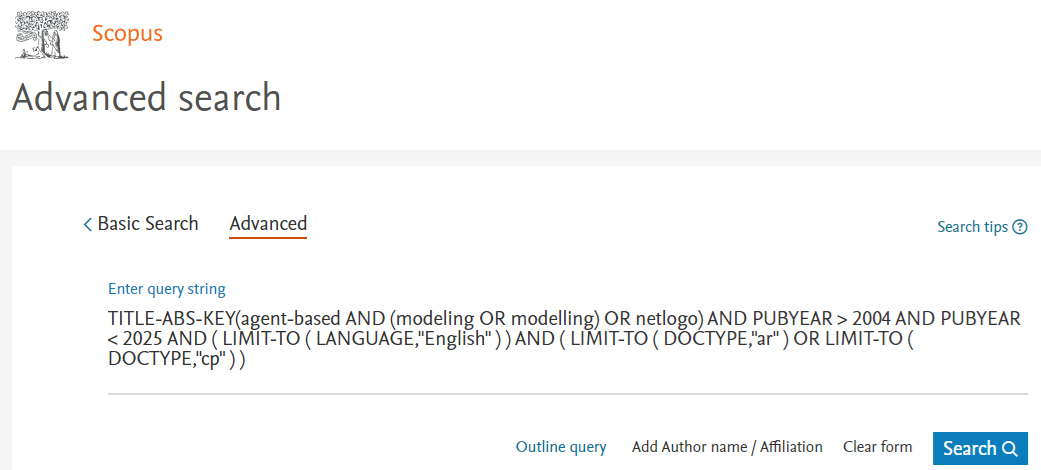 Scopus
Advanced search
Basic Search Advanced Search tips
Enter query string
TITLE-ABS-KEY(agent-based AND (modeling OR modelling) OR netlogo) AND PUBYEAR > 2004 AND PUBYEAR
< 2025 AND ( LIMIT-TO ( LANGUAGE,"English" ) ) AND ( LIMIT-TO ( DOCTYPE,"ar" ) OR LIMIT-TO (
DOCTYPE,"cp" ) )
Outline query Add Author name / Affiliation Clear form Search